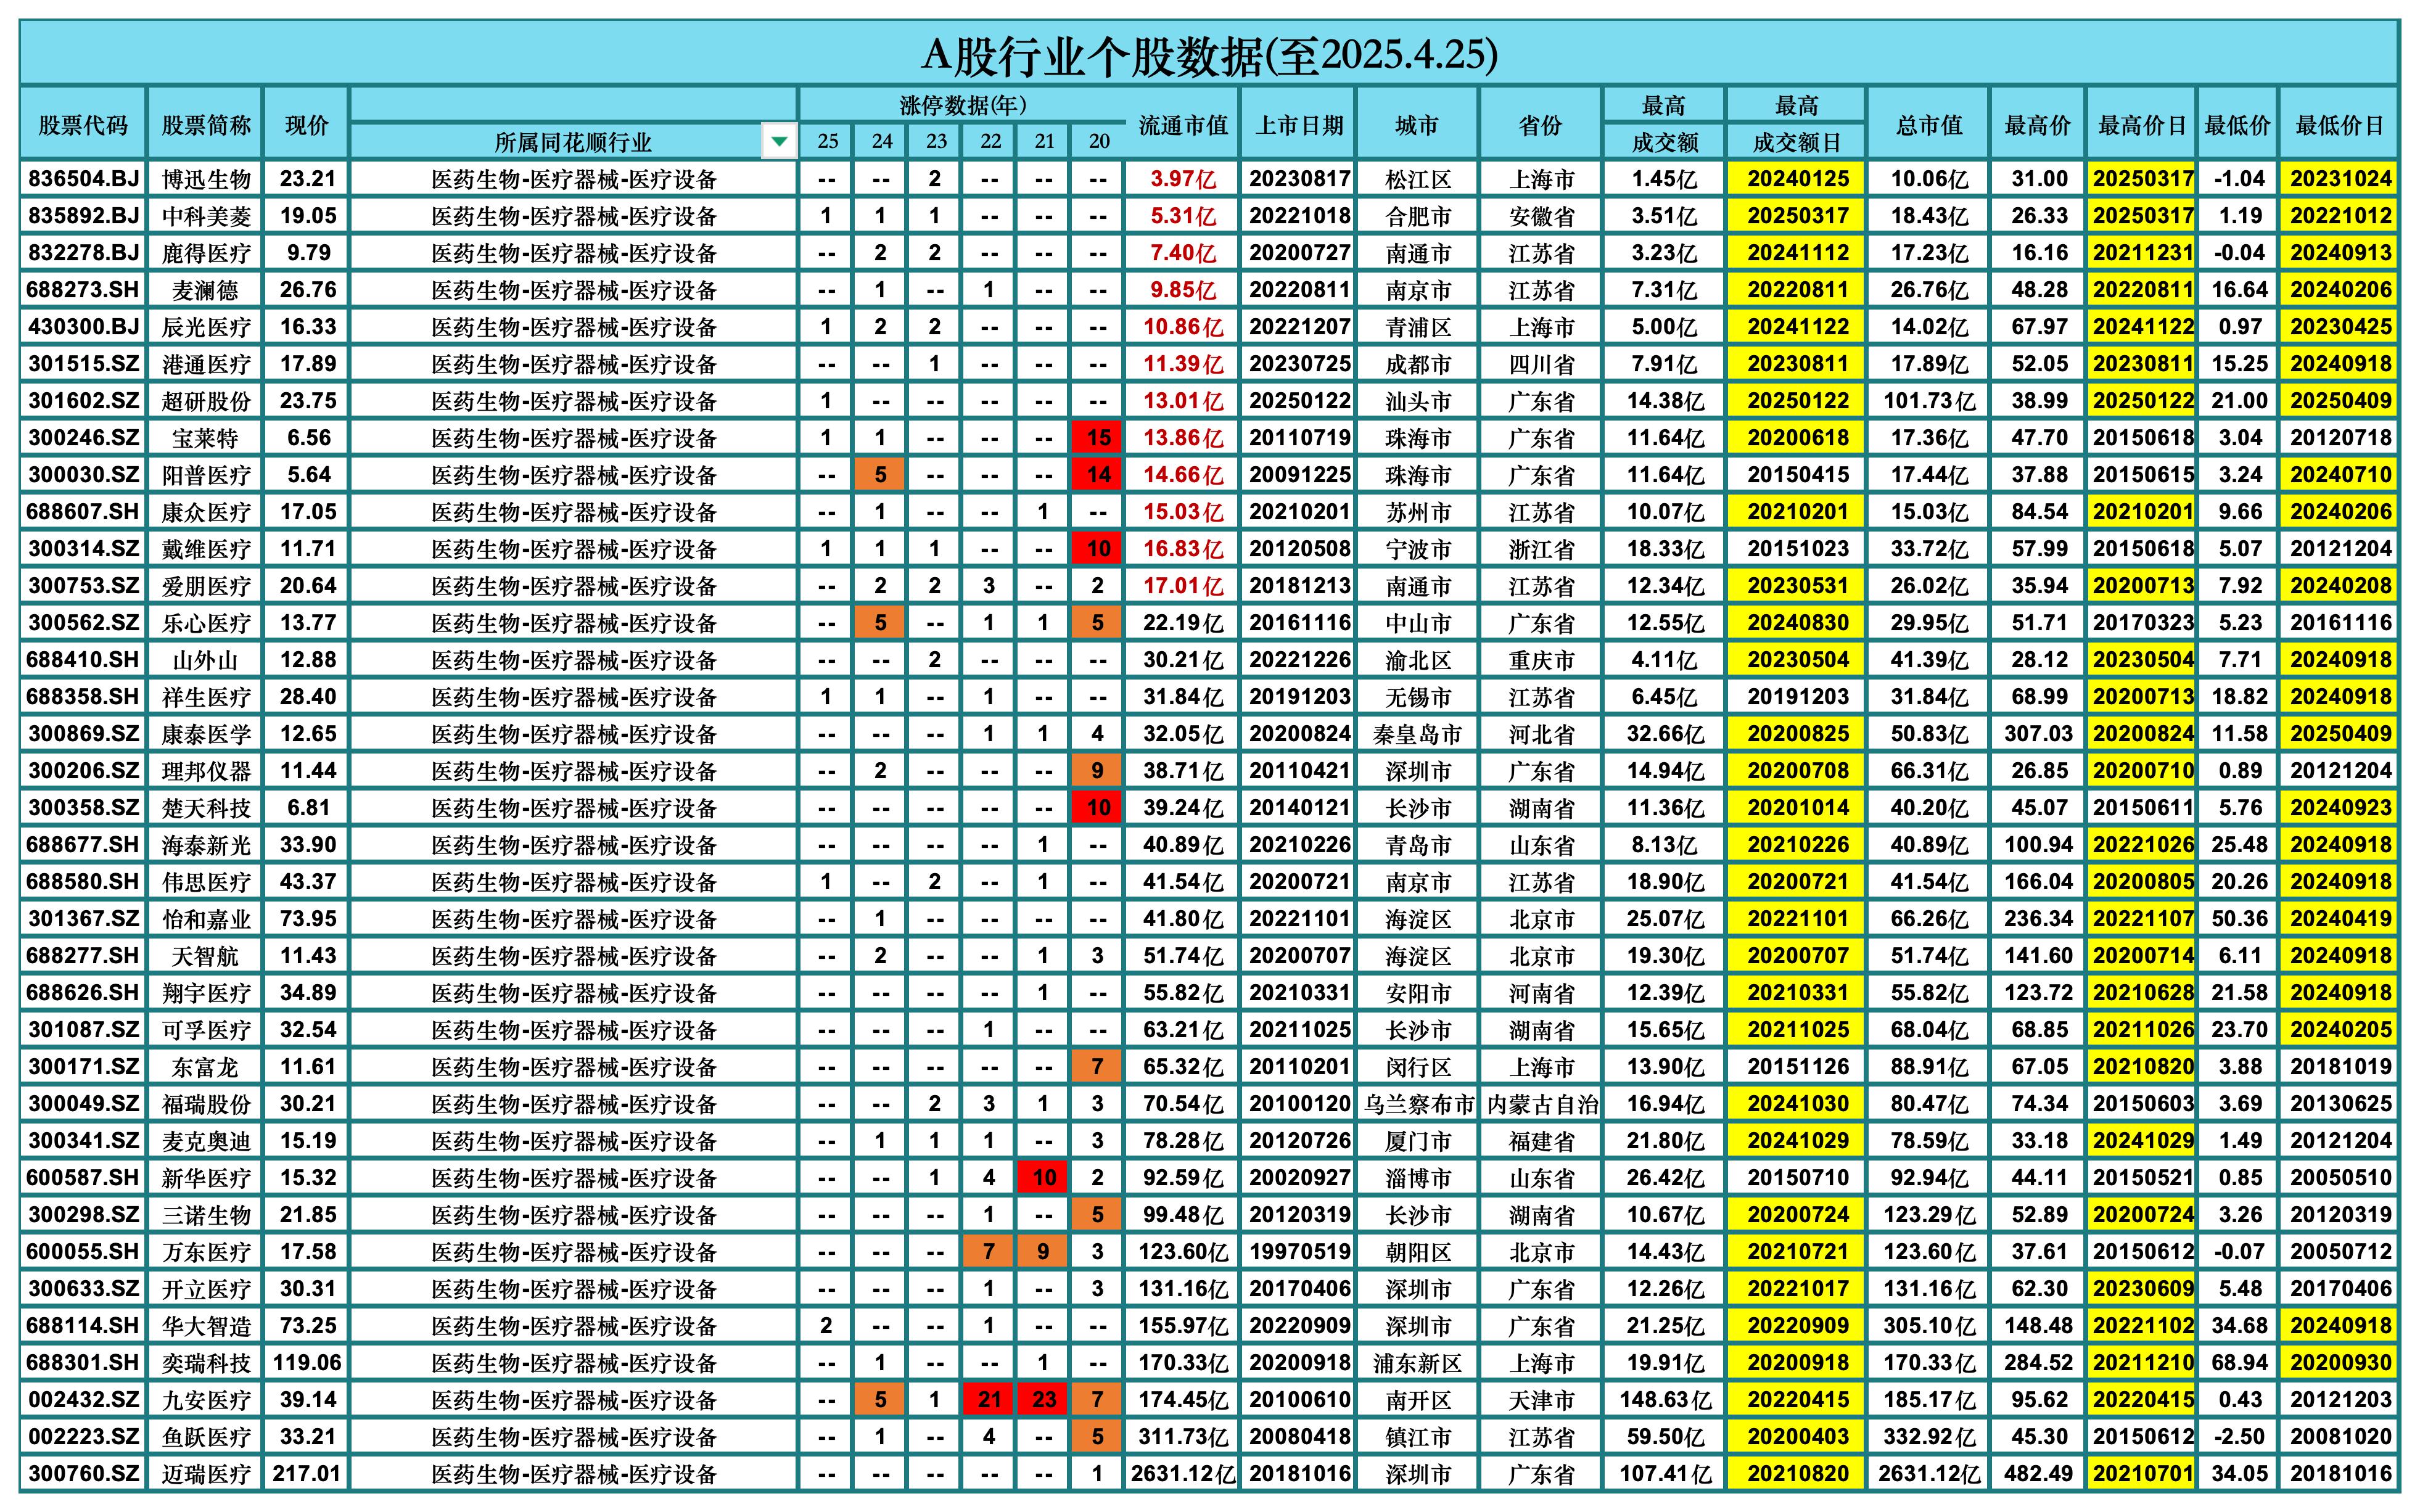 A股行业个股数据(至2025.4.25)
股票代码 股票简称 现价 所属同花顺行业 涨停数据(年) 25 24 23 22 21 20 流通市值 上市日期 城市 省份 最高成交额 最高成交额日 总市值 最高价 最高价日 最低价 最低价日
836504.BJ 博迅生物 23.21 医药生物-医疗器械-医疗设备 -- -- 2 -- -- -- 3.97亿 20230817 松江区 上海市 1.45亿 20240125 10.06亿 31.00 20250317 -1.04 20231024
835892.BJ 中科美菱 19.05 医药生物-医疗器械-医疗设备 1 1 1 -- -- -- 5.31亿 20221018 合肥市 安徽省 3.51亿 20250317 18.43亿 26.33 20250317 1.19 20221012
832278.BJ 鹿得医疗 9.79 医药生物-医疗器械-医疗设备 -- 2 2 -- -- -- 7.40亿 20200727 南通市 江苏省 3.23亿 20241112 17.23亿 16.16 20211231 -0.04 20240913
688273.SH 麦澜德 26.76 医药生物-医疗器械-医疗设备 -- 1 -- 1 -- -- 9.85亿 20220811 南京市 江苏省 7.31亿 20220811 26.76亿 48.28 20220811 16.64 20240206
430300.BJ 辰光医疗 16.33 医药生物-医疗器械-医疗设备 1 2 2 -- -- -- 10.86亿 20221207 青浦区 上海市 5.00亿 20241122 14.02亿 67.97 20241122 0.97 20230425
301515.SZ 港通医疗 17.89 医药生物-医疗器械-医疗设备 -- -- 1 -- -- -- 11.39亿 20230725 成都市 四川省 7.91亿 20230811 17.89亿 52.05 20230811 15.25 20240918
301602.SZ 超研股份 23.75 医药生物-医疗器械-医疗设备 1 -- -- -- -- -- 13.01亿 20250122 汕头市 广东省 14.38亿 20250122 101.73亿 38.99 20250122 21.00 20250409
300246.SZ 宝莱特 6.56 医药生物-医疗器械-医疗设备 1 1 -- -- -- 15 13.86亿 20110719 珠海市 广东省 11.64亿 20200618 17.36亿 47.70 20150618 3.04 20120718
300030.SZ 阳普医疗 5.64 医药生物-医疗器械-医疗设备 -- 5 -- -- -- 14 14.66亿 20091225 珠海市 广东省 11.64亿 20150415 17.44亿 37.88 20150615 3.24 20240710
688607.SH 康众医疗 17.05 医药生物-医疗器械-医疗设备 -- 1 -- -- 1 -- 15.03亿 20210201 苏州市 江苏省 10.07亿 20210201 15.03亿 84.54 20210201 9.66 20240206
300314.SZ 戴维医疗 11.71 医药生物-医疗器械-医疗设备 1 1 1 -- -- 10 16.83亿 20120508 宁波市 浙江省 18.33亿 20151023 33.72亿 57.99 20150618 5.07 20121204
300753.SZ 爱朋医疗 20.64 医药生物-医疗器械-医疗设备 -- 2 2 3 -- 2 17.01亿 20181213 南通市 江苏省 12.34亿 20230531 26.02亿 35.94 20200713 7.92 20240208
300562.SZ 乐心医疗 13.77 医药生物-医疗器械-医疗设备 -- 5 -- 1 1 5 22.19亿 20161116 中山市 广东省 12.55亿 20240830 29.95亿 51.71 20170323 5.23 20161116
688410.SH 山外山 12.88 医药生物-医疗器械-医疗设备 -- -- 2 -- -- -- 30.21亿 20221226 渝北区 重庆市 4.11亿 20230504 41.39亿 28.12 20230504 7.71 20240918
688358.SH 祥生医疗 28.40 医药生物-医疗器械-医疗设备 1 1 -- 1 -- -- 31.84亿 20191203 无锡市 江苏省 6.45亿 20191203 31.84亿 68.99 20200713 18.82 20240918
300869.SZ 康泰医学 12.65 医药生物-医疗器械-医疗设备 -- -- -- 1 1 4 32.05亿 20200824 秦皇岛市 河北省 32.66亿 20200825 50.83亿 307.03 20200824 11.58 20250409
300206.SZ 理邦仪器 11.44 医药生物-医疗器械-医疗设备 -- 2 -- -- -- 9 38.71亿 20110421 深圳市 广东省 14.94亿 20200708 66.31亿 26.85 20200710 0.89 20121204
300358.SZ 楚天科技 6.81 医药生物-医疗器械-医疗设备 -- -- -- -- -- 10 39.24亿 20140121 长沙市 湖南省 11.36亿 20201014 40.20亿 45.07 20150611 5.76 20240923
688677.SH 海泰新光 33.90 医药生物-医疗器械-医疗设备 -- -- -- -- 1 -- 40.89亿 20210226 青岛市 山东省 8.13亿 20210226 40.89亿 100.94 20221026 25.48 20240918
688580.SH 伟思医疗 43.37 医药生物-医疗器械-医疗设备 1 -- 2 -- 1 -- 41.54亿 20200721 南京市 江苏省 18.90亿 20200721 41.54亿 166.04 20200805 20.26 20240918
301367.SZ 怡和嘉业 73.95 医药生物-医疗器械-医疗设备 -- 1 -- -- -- -- 41.80亿 20221101 海淀区 北京市 25.07亿 20221101 66.26亿 236.34 20221107 50.36 20240419
688277.SH 天智航 11.43 医药生物-医疗器械-医疗设备 -- 2 -- -- 1 3 51.74亿 20200707 海淀区 北京市 19.30亿 20200707 51.74亿 141.60 20200714 6.11 20240918
688626.SH 翔宇医疗 34.89 医药生物-医疗器械-医疗设备 -- -- -- -- 1 -- 55.82亿 20210331 安阳市 河南省 12.39亿 20210331 55.82亿 123.72 20210628 21.58 20240918
301087.SZ 可孚医疗 32.54 医药生物-医疗器械-医疗设备 -- -- -- 1 -- -- 63.21亿 20211025 长沙市 湖南省 15.65亿 20211025 68.04亿 68.85 20211026 23.70 20240205
300171.SZ 东富龙 11.61 医药生物-医疗器械-医疗设备 -- -- -- -- -- 7 65.32亿 20110201 闵行区 上海市 13.90亿 20151126 88.91亿 67.05 20210820 3.88 20181019
300049.SZ 福瑞股份 30.21 医药生物-医疗器械-医疗设备 -- -- 2 3 1 3 70.54亿 20100120 乌兰察布市 内蒙古自治 16.94亿 20241030 80.47亿 74.34 20150603 3.69 20130625
300341.SZ 麦克奥迪 15.19 医药生物-医疗器械-医疗设备 -- 1 1 1 -- 3 78.28亿 20120726 厦门市 福建省 21.80亿 20241029 78.59亿 33.18 20241029 1.49 20121204
600587.SH 新华医疗 15.32 医药生物-医疗器械-医疗设备 -- -- 1 4 10 2 92.59亿 20020927 淄博市 山东省 26.42亿 20150710 92.94亿 44.11 20150521 0.85 20050510
300298.SZ 三诺生物 21.85 医药生物-医疗器械-医疗设备 -- -- -- 1 -- 5 99.48亿 20120319 长沙市 湖南省 10.67亿 20200724 123.29亿 52.89 20200724 3.26 20120319
600055.SH 万东医疗 17.58 医药生物-医疗器械-医疗设备 -- -- -- 7 9 3 123.60亿 19970519 朝阳区 北京市 14.43亿 20210721 123.60亿 37.61 20150612 -0.07 20050712
300633.SZ 开立医疗 30.31 医药生物-医疗器械-医疗设备 -- -- -- 1 -- 3 131.16亿 20170406 深圳市 广东省 12.26亿 20221017 131.16亿 62.30 20230609 5.48 20170406
688114.SH 华大智造 73.25 医药生物-医疗器械-医疗设备 2 -- -- 1 -- -- 155.97亿 20220909 深圳市 广东省 21.25亿 20220909 305.10亿 148.48 20221102 34.68 20240918
688301.SH 奕瑞科技 119.06 医药生物-医疗器械-医疗设备 -- 1 -- -- 1 -- 170.33亿 20200918 浦东新区 上海市 19.91亿 20200918 170.33亿 284.52 20211210 68.94 20200930
002432.SZ 九安医疗 39.14 医药生物-医疗器械-医疗设备 -- 5 1 21 23 7 174.45亿 20100610 南开区 天津市 148.63亿 20220415 185.17亿 95.62 20220415 0.43 20121203
002223.SZ 鱼跃医疗 33.21 医药生物-医疗器械-医疗设备 -- 1 -- 4 -- 5 311.73亿 20080418 镇江市 江苏省 59.50亿 20200403 332.92亿 45.30 20150612 -2.50 20081020
300760.SZ 迈瑞医疗 217.01 医药生物-医疗器械-医疗设备 -- -- -- -- -- 1 2631.12亿 20181016 深圳市 广东省 107.41亿 20210820 2631.12亿 482.49 20210701 34.05 20181016